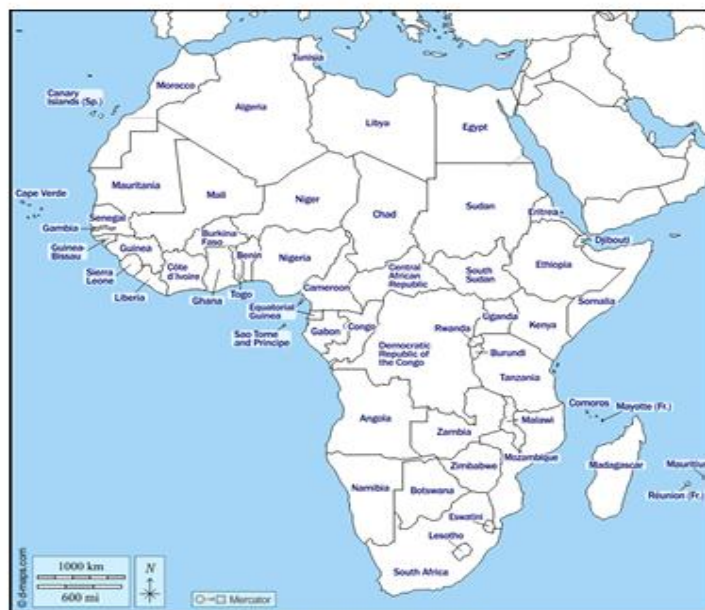 Tunisia
Morocco
Canary
Islands (Sp.)
Algeria
Libya
Egypt
Mauritania
Mali
Niger
Cape Verde
Chad
Sudan
Eritrea
Senegal
Gambia
Burkina
Faso
Djibouti
Guinea-
Bissau
Guinea
Benin
Nigeria
Ethiopia
Côte
d'Ivoire
Central
African
Republic
South
Sudan
Sierra
Leone
Cameroon
Liberia
Togo
Ghana
Somalia
Equatorial
Guinea
Uganda
Sao Tome
and Principe
Gabon
Congo
Rwanda
Kenya
Democratic
Republic of
the Congo
Burundi
Tanzania
Comoros
Mayotte (Fr.)
Angola
Malawi
Zambia
Mozambique
Zimbabwe
Madagascar
Mauritius
Namibia
Botswana
Réunion (Fr.)
Eswatini
Lesotho
South Africa
1000 km
600 mi
N
Mercator
© d-maps.com